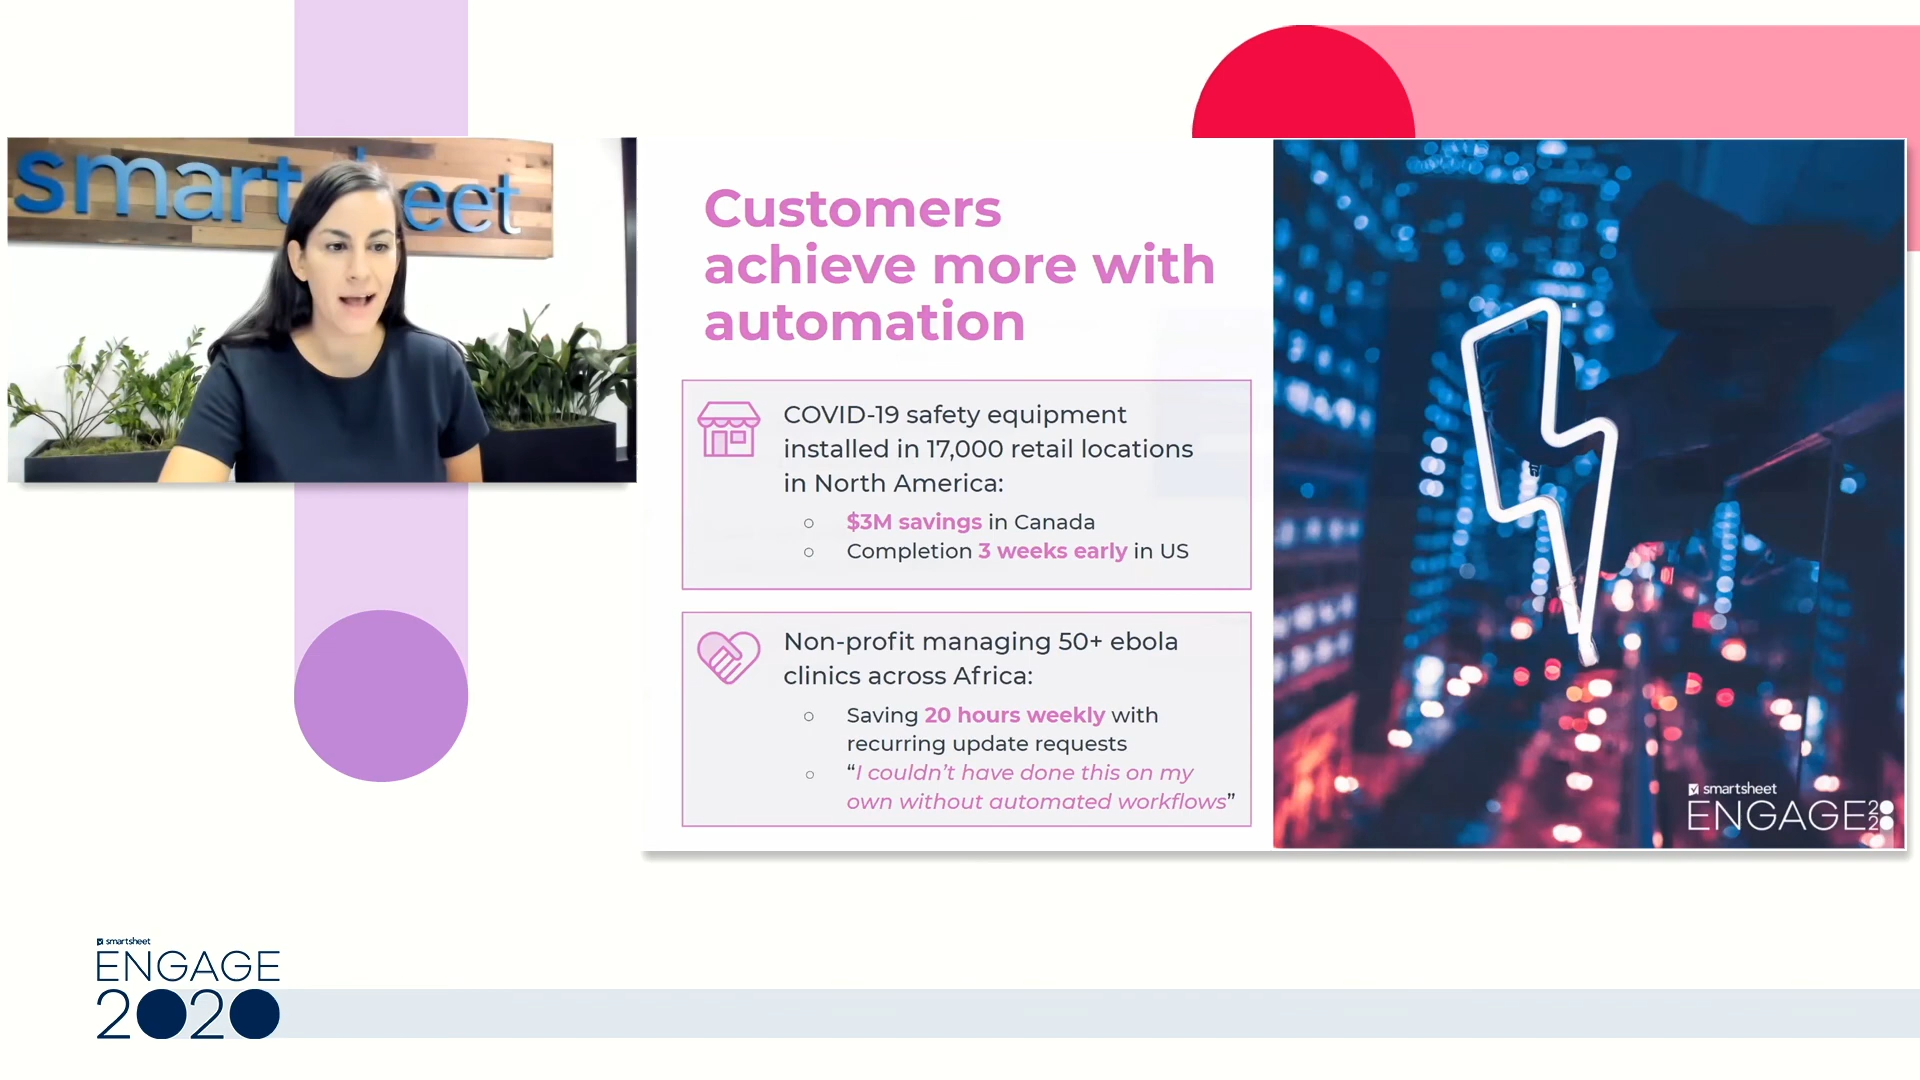 smartsheet
Customers
achieve more with
automation
COVID-19 safety equipment
installed in 17,000 retail locations
in North America:
○ $3M savings in Canada
○ Completion 3 weeks early in US
Non-profit managing 50+ ebola
clinics across Africa:
○ Saving 20 hours weekly with
recurring update requests
○ “I couldn’t have done this on my
own without automated workflows”
smartsheet
ENGAGE 2020
smartsheet
ENGAGE
2020